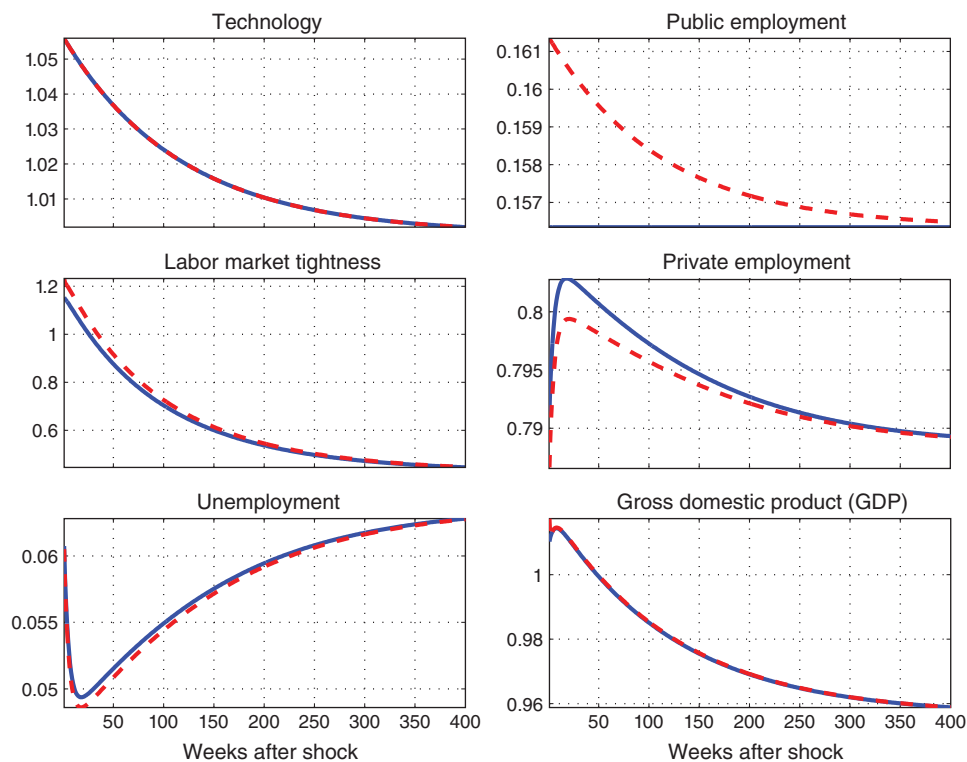 Technology
1.05
1.04
1.03
1.02
1.01
Public employment
0.161
0.16
0.159
0.158
0.157
Labor market tightness
1.2
1
0.8
0.6
Private employment
0.8
0.795
0.79
Unemployment
0.06
0.055
0.05
50 100 150 200 250 300 350 400
Weeks after shock
Gross domestic product (GDP)
1
0.98
0.96
50 100 150 200 250 300 350 400
Weeks after shock